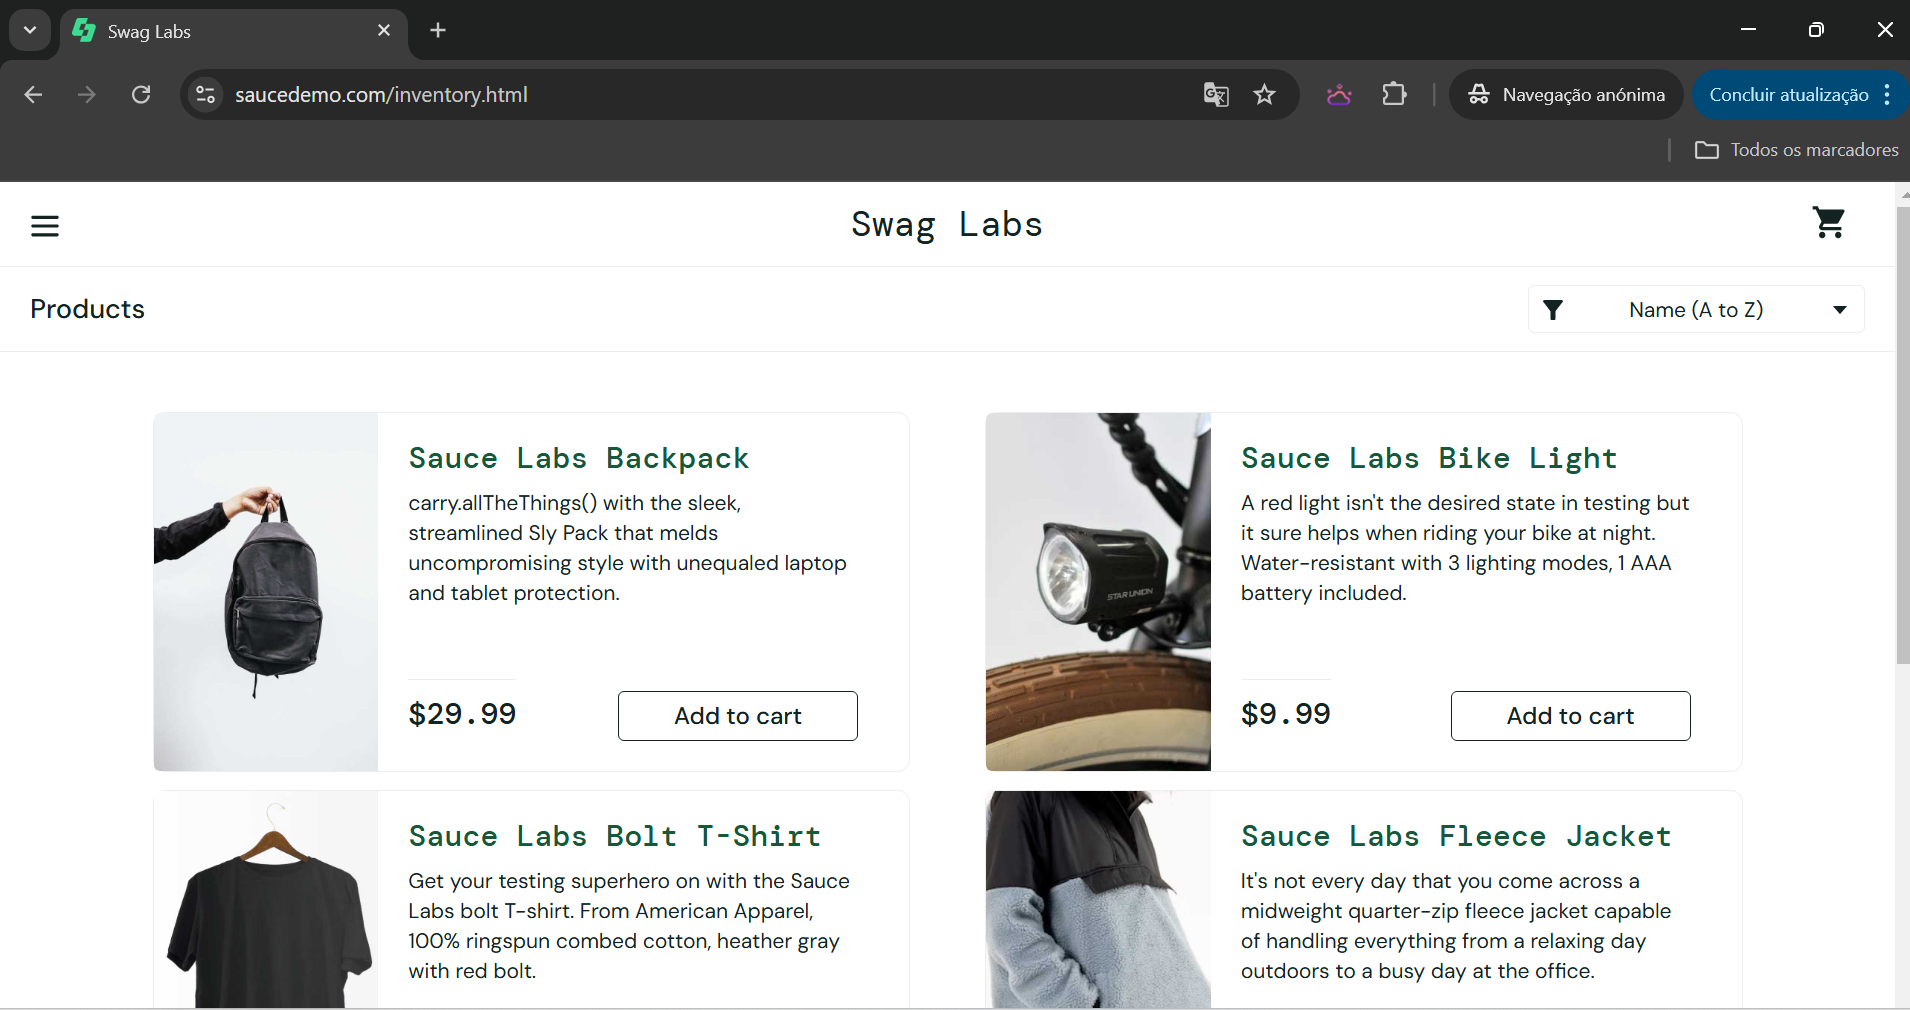 Swag Labs
saucedemo.com/inventory.html
Navegação anónima
Concluir atualização
Todos os marcadores
Swag Labs
Products
Name (A to Z)
Sauce Labs Backpack
carry.allTheThings() with the sleek,
streamlined Sly Pack that melds
uncompromising style with unequaled laptop
and tablet protection.
$29.99
Add to cart
Sauce Labs Bike Light
A red light isn't the desired state in testing but
it sure helps when riding your bike at night.
Water-resistant with 3 lighting modes, 1 AAA
battery included.
STAR UNION
$9.99
Add to cart
Sauce Labs Bolt T-Shirt
Get your testing superhero on with the Sauce
Labs bolt T-shirt. From American Apparel,
100% ringspun combed cotton, heather gray
with red bolt.
Sauce Labs Fleece Jacket
It's not every day that you come across a
midweight quarter-zip fleece jacket capable
of handling everything from a relaxing day
outdoors to a busy day at the office.